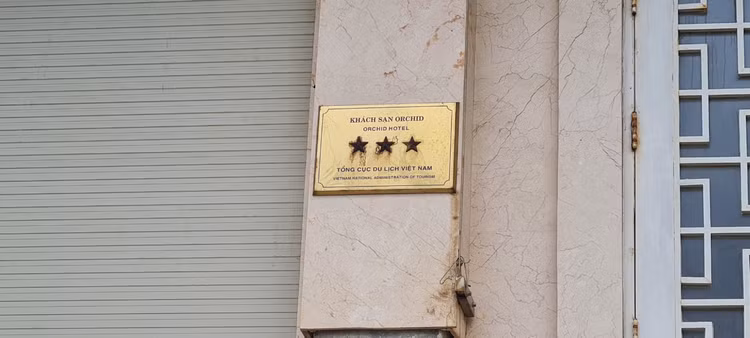 KHÁCH SẠN ORCHID
ORCHID HOTEL
TỔNG CỤC DU LỊCH VIỆT NAM
VIETNAM NATIONAL ADMINISTRATION OF TOURISM